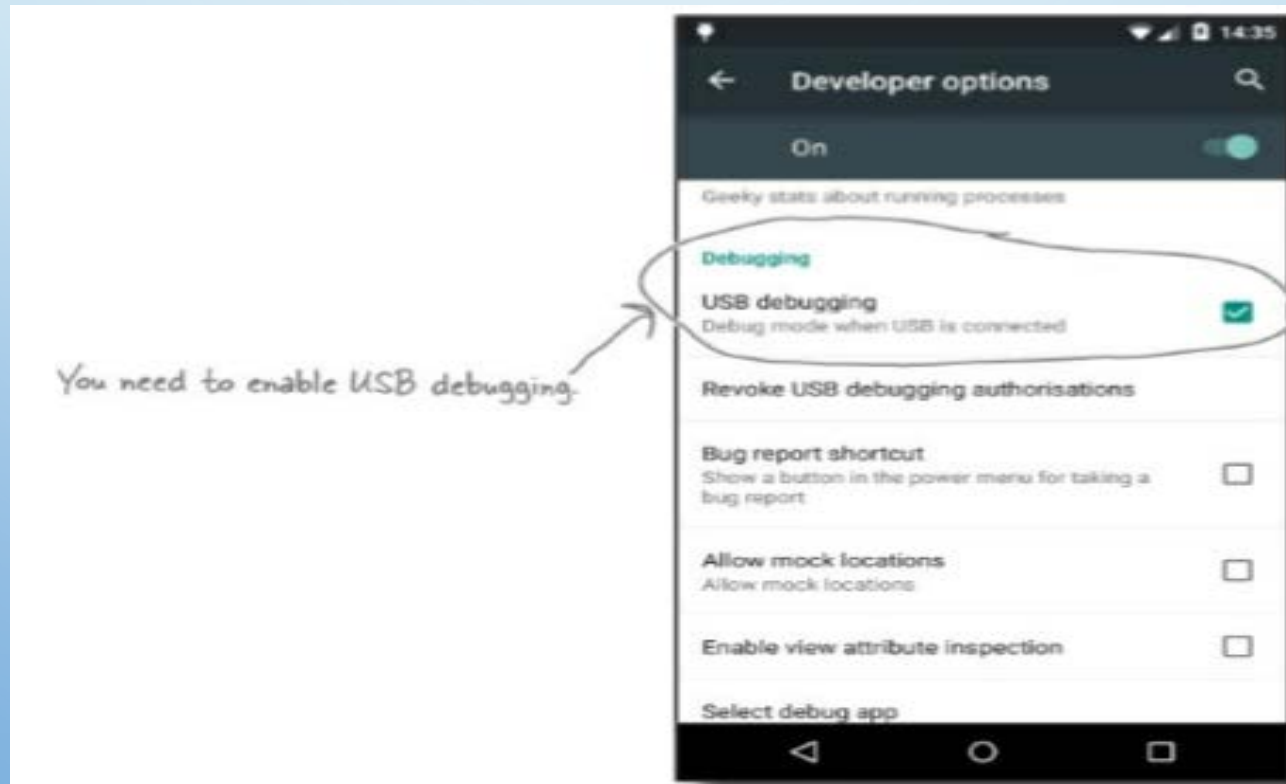 14:35
Developer options
On
Geeky stats about running processes
Debugging
USB debugging
Debug mode when USB is connected
You need to enable USB debugging.
Revoke USB debugging authorisations
Bug report shortcut
Show a button in the power menu for taking a
bug report
Allow mock locations
Allow mock locations
Enable view attribute inspection
Select debug app